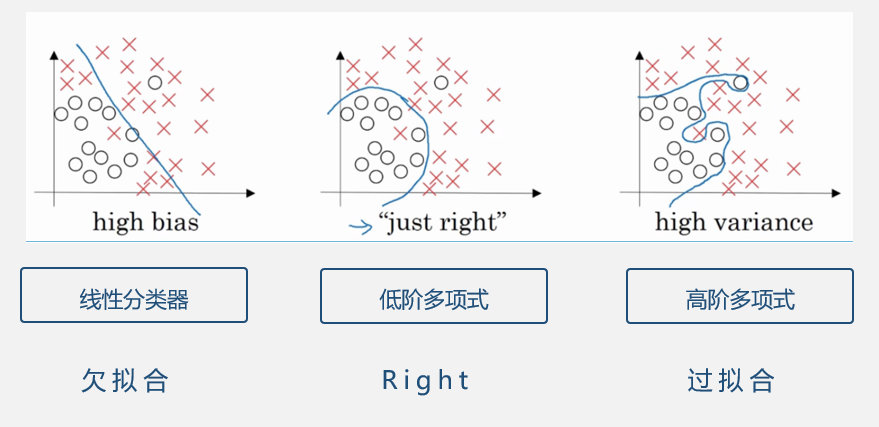 high bias
“just right”
high variance
线性分类器
低阶多项式
高阶多项式
欠拟合
Right
过拟合